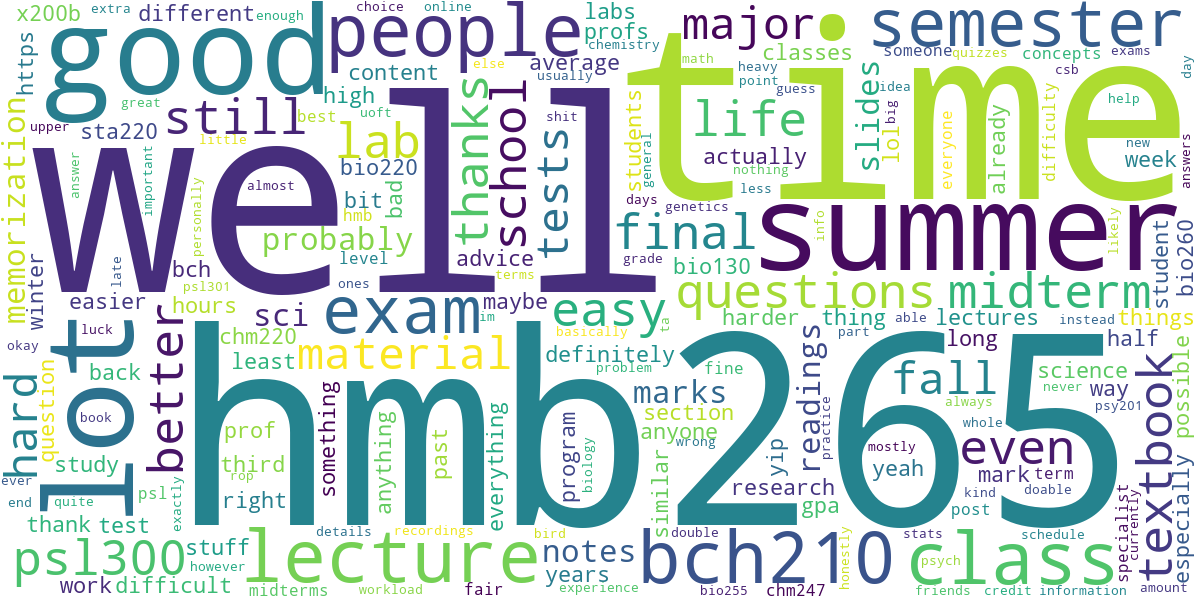 x200b
extra
different
enough
good
people
choice
online
labs
profs
chemistry
major
semester
https
content
average
usually
classes
someone
quizzes
concepts
exams
day
math
else
heavy
point
csb
great
high
memorization
upper
sta220
still
best
uoft
little
lab
thanks
school
shit
tests
students
guess
life
slides
idea
lol
big
everyone
already
difficulty
help
new
week
answers
time
well
answer
important
almost
bio220
bit
bad
hmb
actually
general
nothing
less
days
genetics
personally
probably
level
advice
final
grade
summer
info
likely
student
bio260
winter
late
bch
psl301
ones
terms
bio130
easier
hours
questions
midterm
luck
sci
exam
maybe
im
easy
ta
harder
thing
able
lectures
instead
things
okay
lot
better
chm220
basically
part
long
half
possible
hard
back
least
material
definitely
problem
fine
readings
practice
fall
science
never
way
question
book
hmb265
something
marks
section
anyone
wrong
always
psy201
textbook
prof
anything
past
everything
program
biology
similar
yip
mostly
whole
even
study
third
rop
yeah
mark
term
ever
psl
exactly
right
research
kind
doable
end
quite
gpa
post
specialist
currently
especially
thank
test
details
recordings
bird
double
stats
schedule
psl300
stuff
however
lecture
notes
bch210
honestly
psych
class
work
difficult
midterms
workload
fair
years
experience
bio255
chm247
friends
credit
information
amount